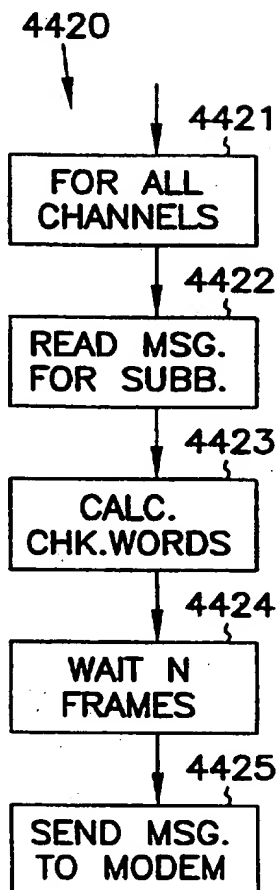 4420
4421
FOR ALL
CHANNELS
4422
READ MSG.
FOR SUBB.
4423
CALC.
CHK.WORDS
4424
WAIT N
FRAMES
4425
SEND MSG.
TO MODEM